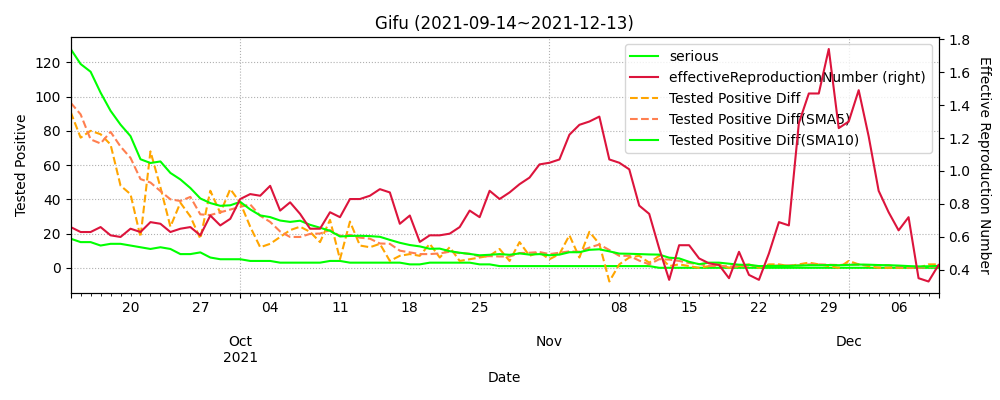 Gifu (2021-09-14~2021-12-13)
serious
effectiveReproductionNumber (right)
Tested Positive Diff
Tested Positive Diff(SMA5)
Tested Positive Diff(SMA10)
Tested Positive
120
100
80
60
40
20
0
Effective Reproduction Number
1.8
1.6
1.4
1.2
1.0
0.8
0.6
0.4
20 27 04 11 18 25 08 15 22 29 06
Oct Nov Dec
2021
Date